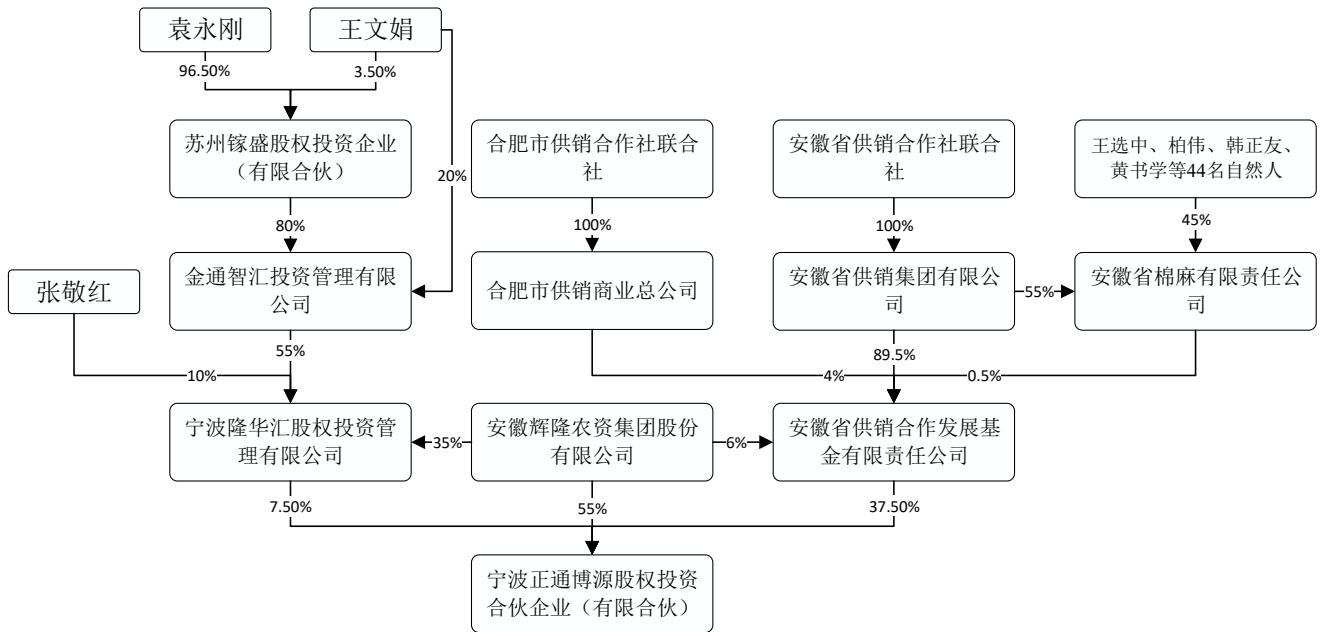 袁永刚
王文娟
96.50%
3.50%
苏州镓盛股权投资企业
（有限合伙）
合肥市供销合作社联合
社
安徽省供销合作社联合
社
王选中、柏伟、韩正友、
黄书学等44名自然人
20%
80%
100%
100%
45%
张敬红
金通智汇投资管理有限
公司
合肥市供销商业总公司
安徽省供销集团有限公
司
55%
安徽省棉麻有限责任公
司
55%
89.5%
10%
4%
0.5%
宁波隆华汇股权投资管
理有限公司
35%
安徽辉隆农资集团股份
有限公司
6%
安徽省供销合作发展基
金有限责任公司
7.50%
55%
37.50%
宁波正通博源股权投资
合伙企业（有限合伙）